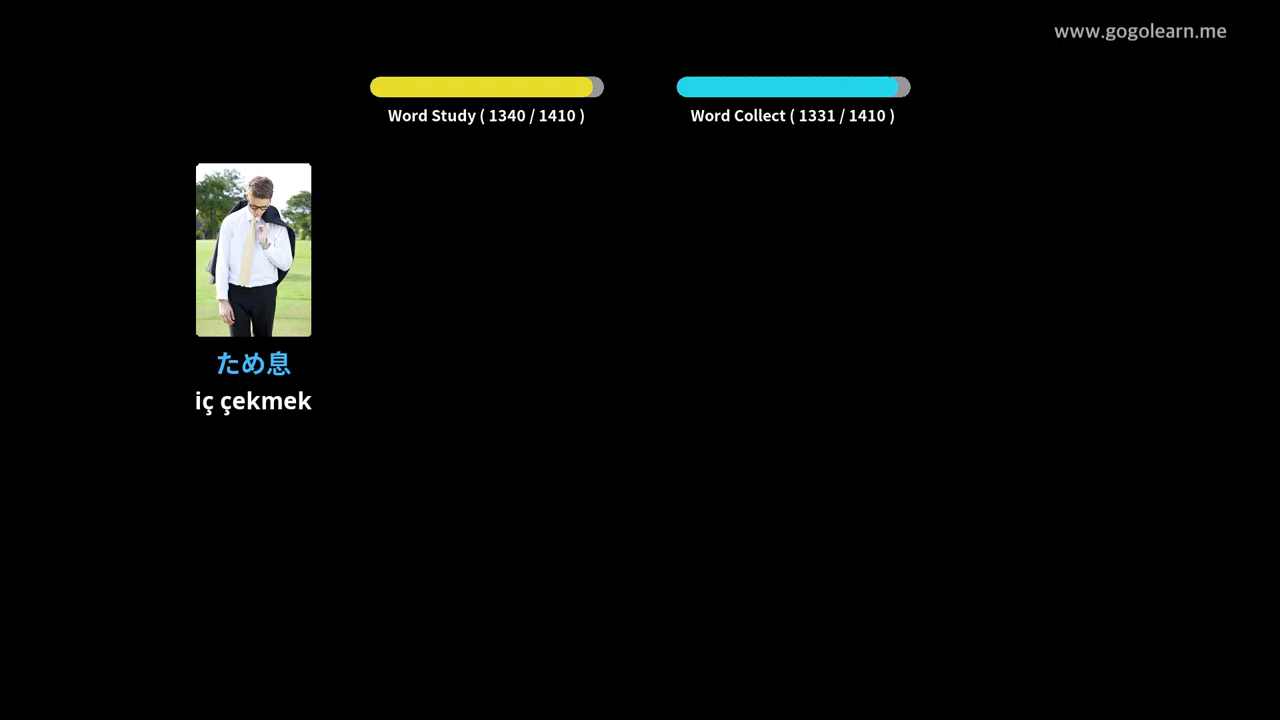 www.gogolearn.me
Word Study ( 1340 / 1410 )
Word Collect ( 1331 / 1410 )
ため息
iç çekmek